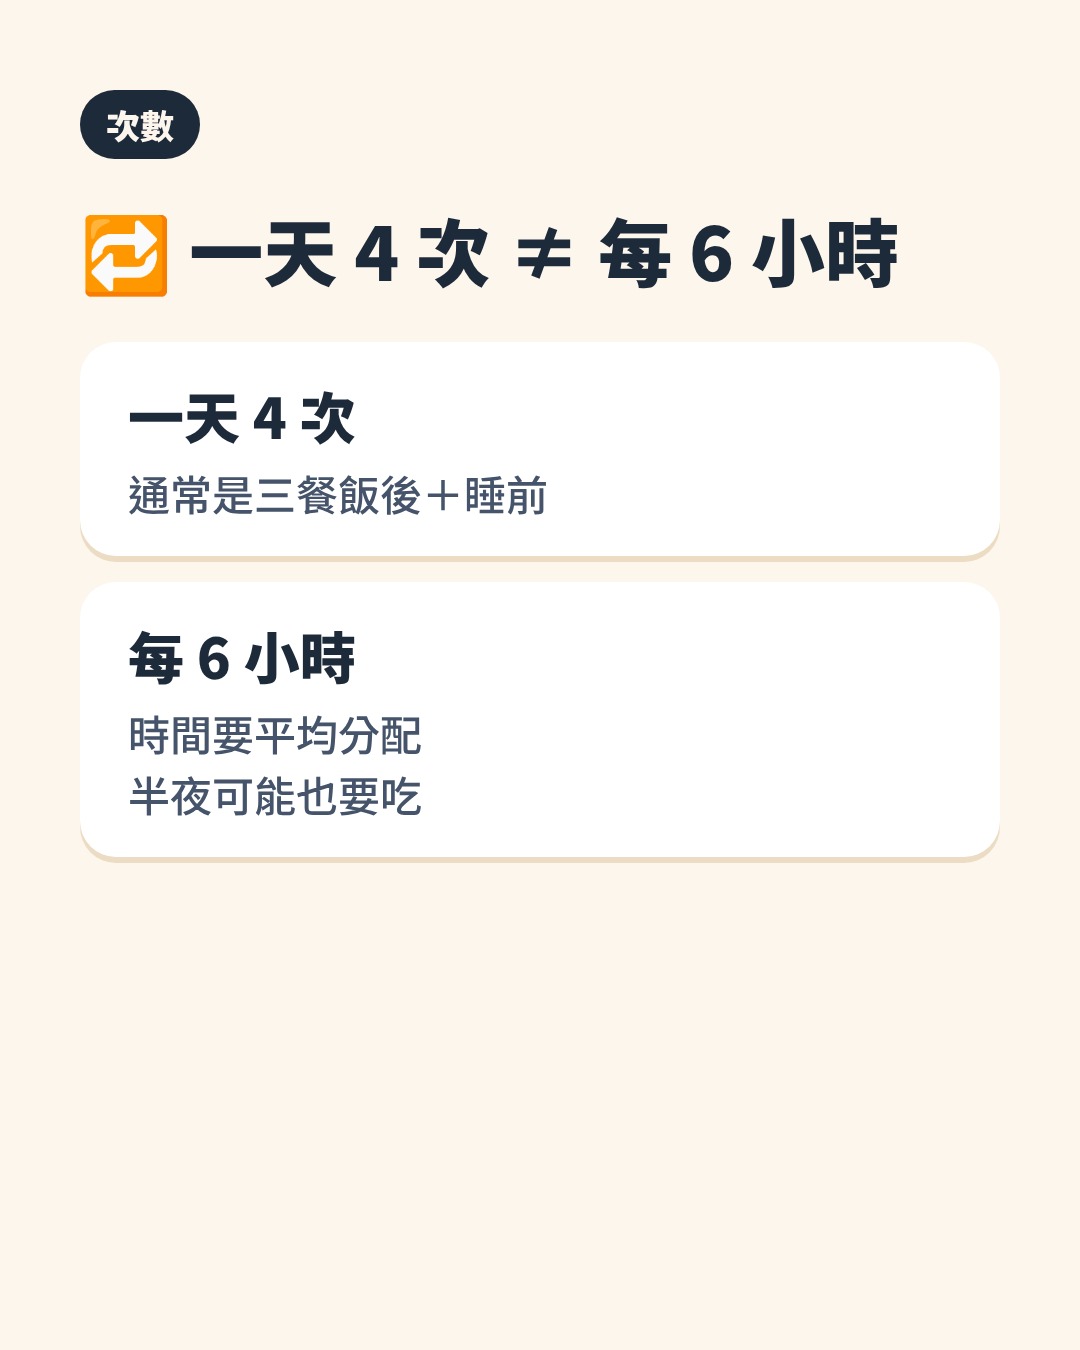 次數
🔁 一天 4 次 ≠ 每 6 小時
一天 4 次
通常是三餐飯後＋睡前
每 6 小時
時間要平均分配
半夜可能也要吃